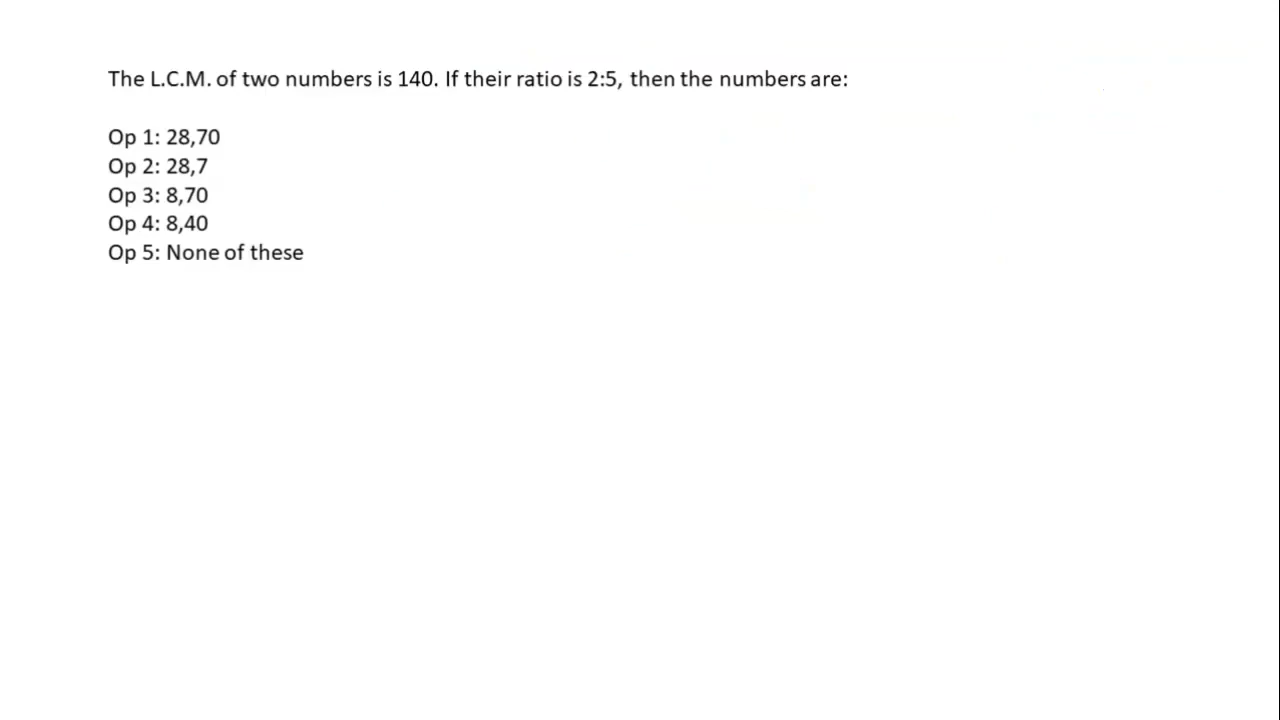 The L.C.M. of two numbers is 140. If their ratio is 2:5, then the numbers are:
Op 1: 28,70
Op 2: 28,7
Op 3: 8,70
Op 4: 8,40
Op 5: None of these